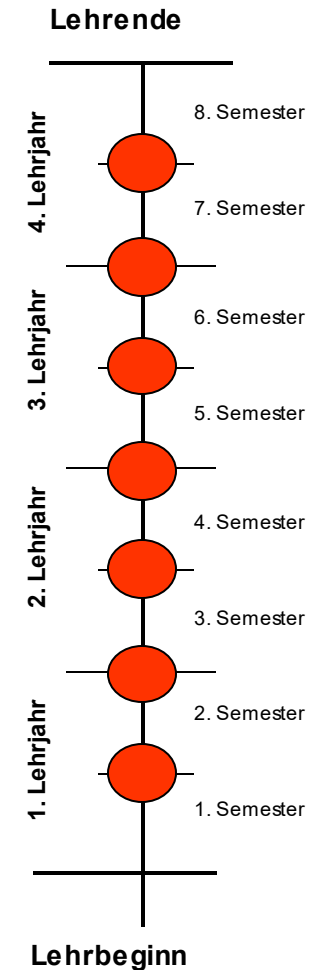 Lehrende
8. Semester
4. Lehrjahr
7. Semester
6. Semester
3. Lehrjahr
5. Semester
4. Semester
2. Lehrjahr
3. Semester
2. Semester
1. Lehrjahr
1. Semester
Lehrbeginn